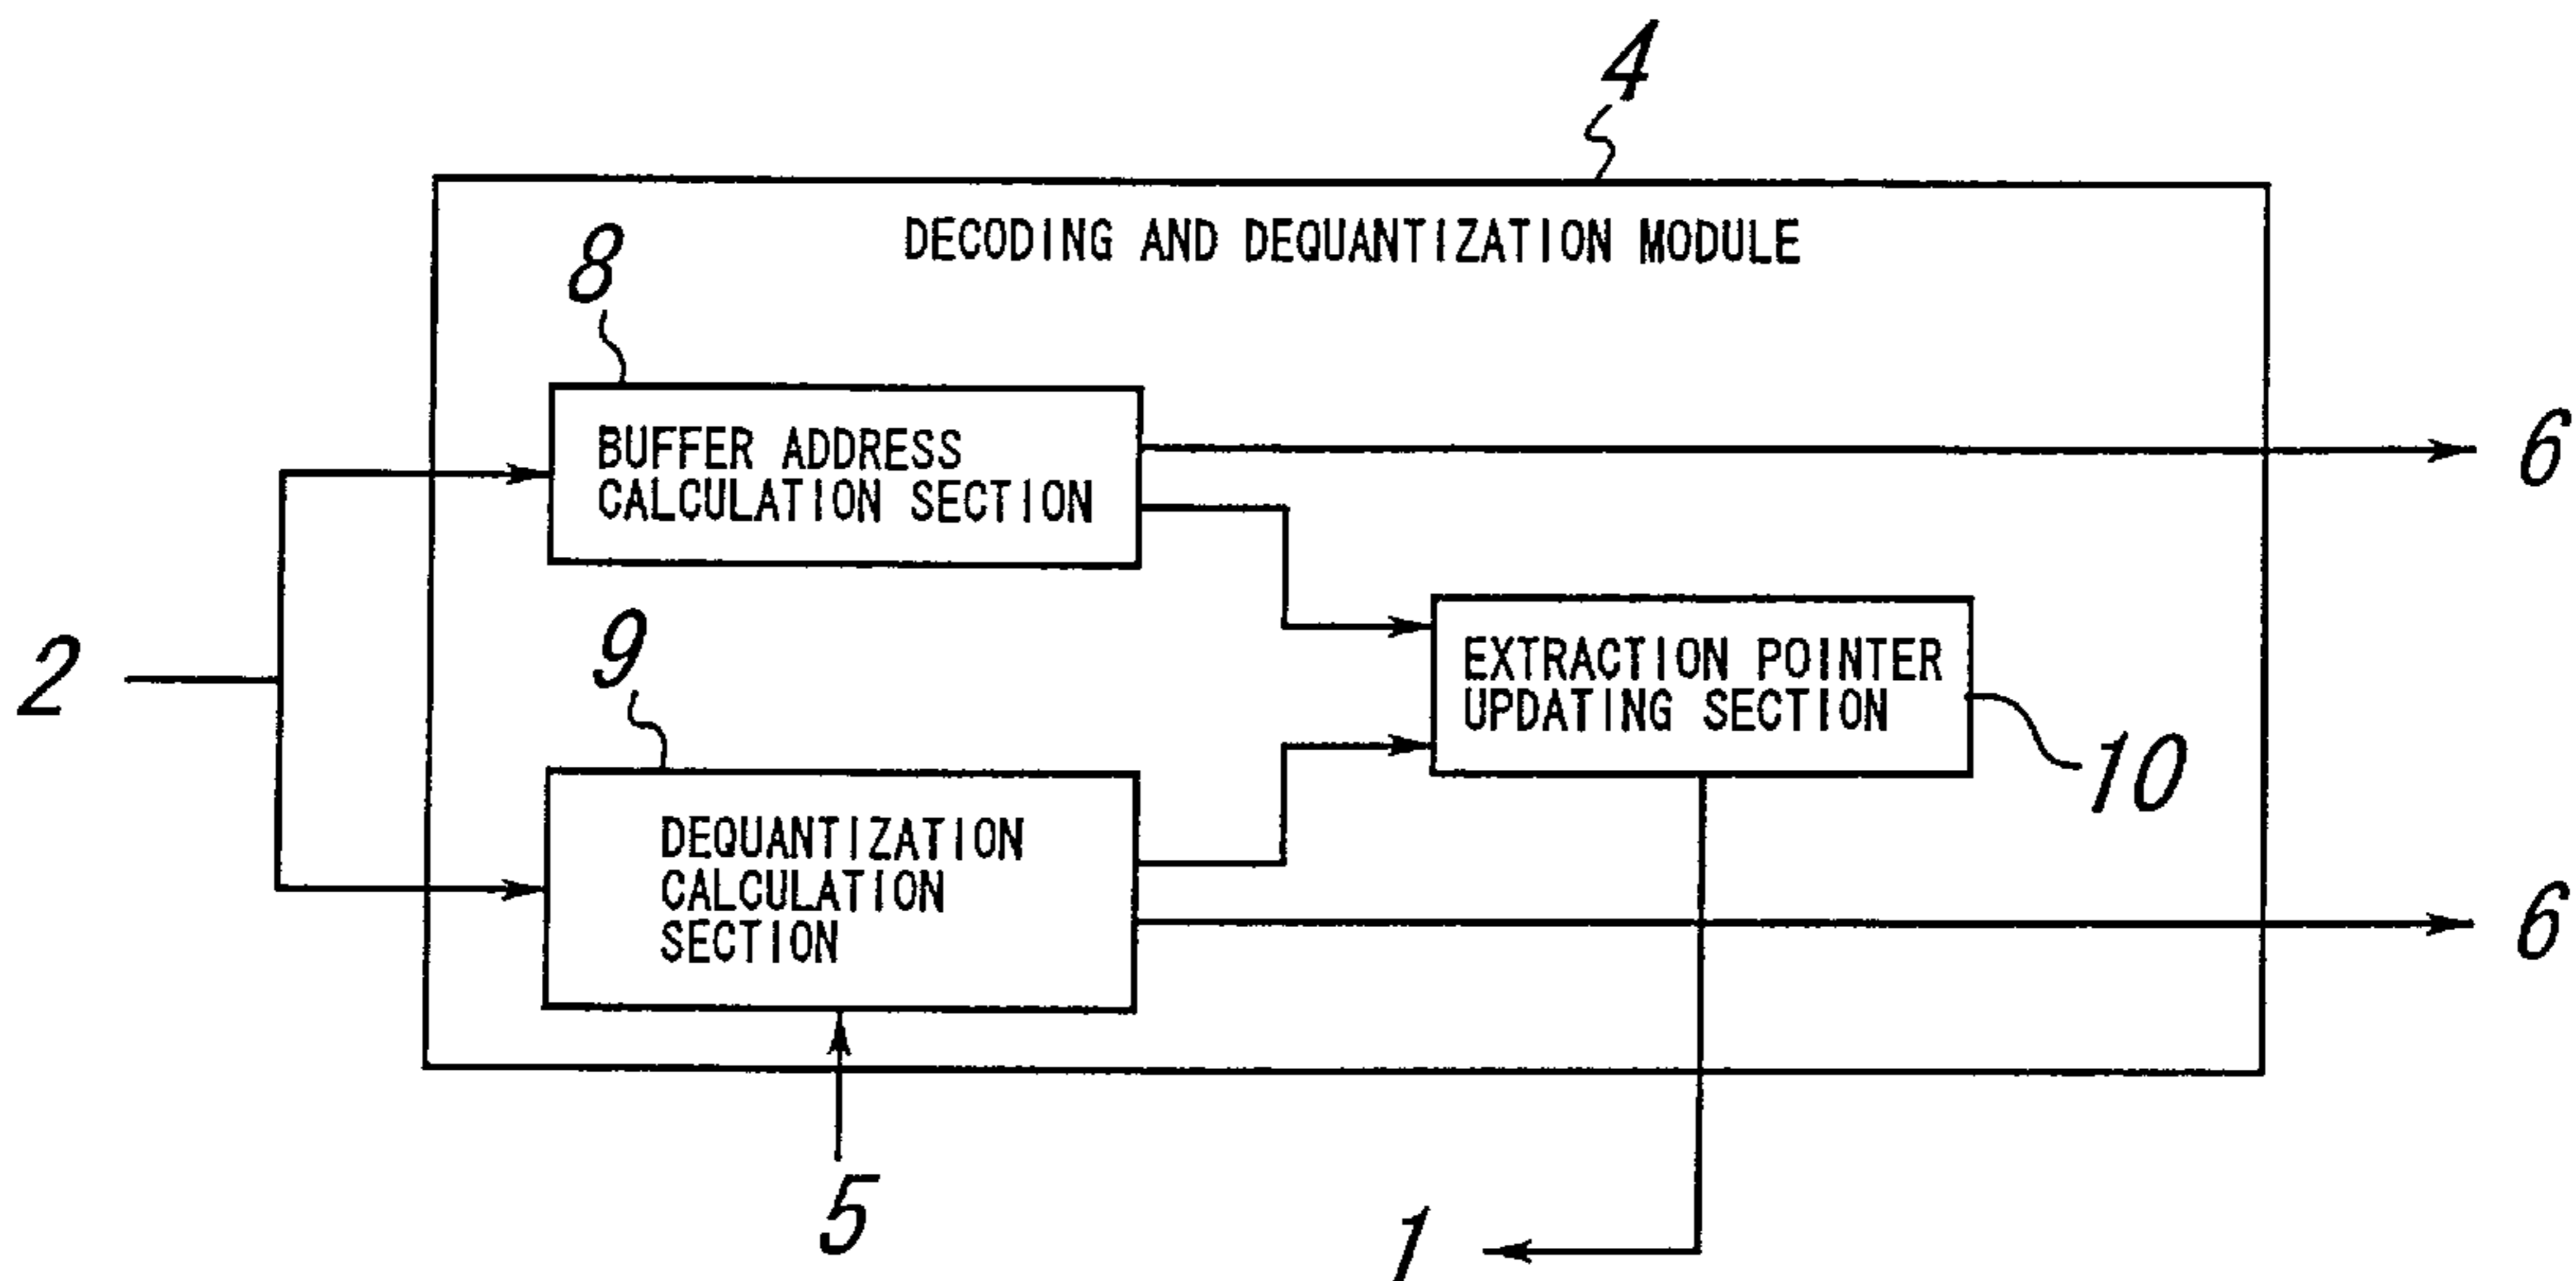 4
DECODING AND DEQUANTIZATION MODULE
8
BUFFER ADDRESS
CALCULATION SECTION
6
2
9
EXTRACTION POINTER
UPDATING SECTION
10
DEQUANTIZATION
CALCULATION
SECTION
6
5
1